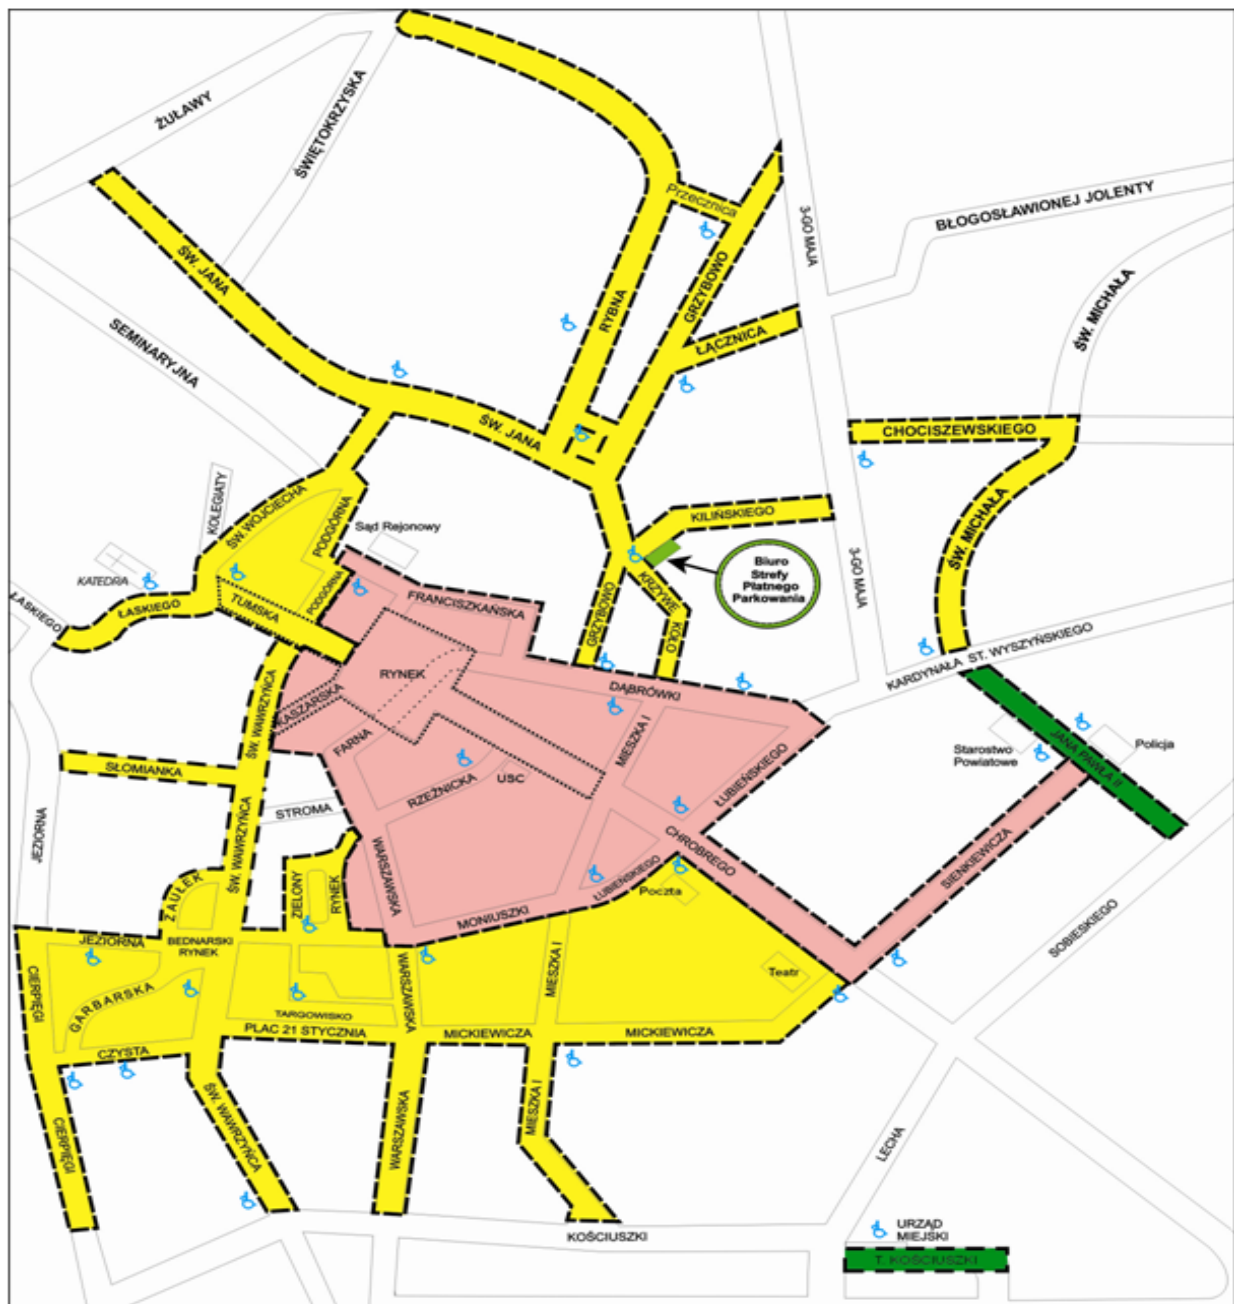 ŻUŁAWY
ŚWIĘTOKRZYSKA
Przecznica
BŁOGOSŁAWIONEJ JOLENTY
3-GO MAJA
ŚW. JANA
GRZYBOWO
RYBNA
ŚW. MICHAŁA
SEMINARYJNA
ŁĄCZNICA
ŚW. JANA
CHOCISZEWSKIEGO
KOLEGIATY
ŚW. WOJCIECHA
PODGÓRNA
Sąd Rejonowy
KILIŃSKIEGO
ŚW. MICHAŁA
KATEDRA
Biuro
Strefy
Płatnego
Parkowania
3-GO MAJA
ŁASKIEGO
ŁASKIEGO
TUMSKA
PODGÓRNA
FRANCISZKAŃSKA
GRZYBOWO
KRZYWE
KOŁO
KARDYNAŁA ST. WYSZYŃSKIEGO
RYNEK
DĄBRÓWKI
KASZARSKA
ŚW. WAWRZYŃCA
FARNA
MIESZKA I
JANA PAWŁA II
Policja
Starostwo
Powiatowe
SŁOMIANKA
RZEŹNICKA
USC
ŁUBIEŃSKIEGO
STROMA
JEZIORNA
ŚW. WAWRZYŃCA
WARSZAWSKA
CHROBREGO
SIENKIEWICZA
ZAUŁEK
ZIELONY
RYNEK
ŁUBIEŃSKIEGO
Poczta
MONIUSZKI
SOBIESKIEGO
JEZIORNA
BEDNARSKI
RYNEK
CIERPIĘGI
GARBARSKA
WARSZAWSKA
MIESZKA I
Teatr
TARGOWISKO
PLAC 21 STYCZNIA
MICKIEWICZA
MICKIEWICZA
CZYSTA
CIERPIĘGI
ŚW. WAWRZYŃCA
WARSZAWSKA
MIESZKA I
LECHA
KOŚCIUSZKI
URZĄD
MIEJSKI
T. KOŚCIUSZKI